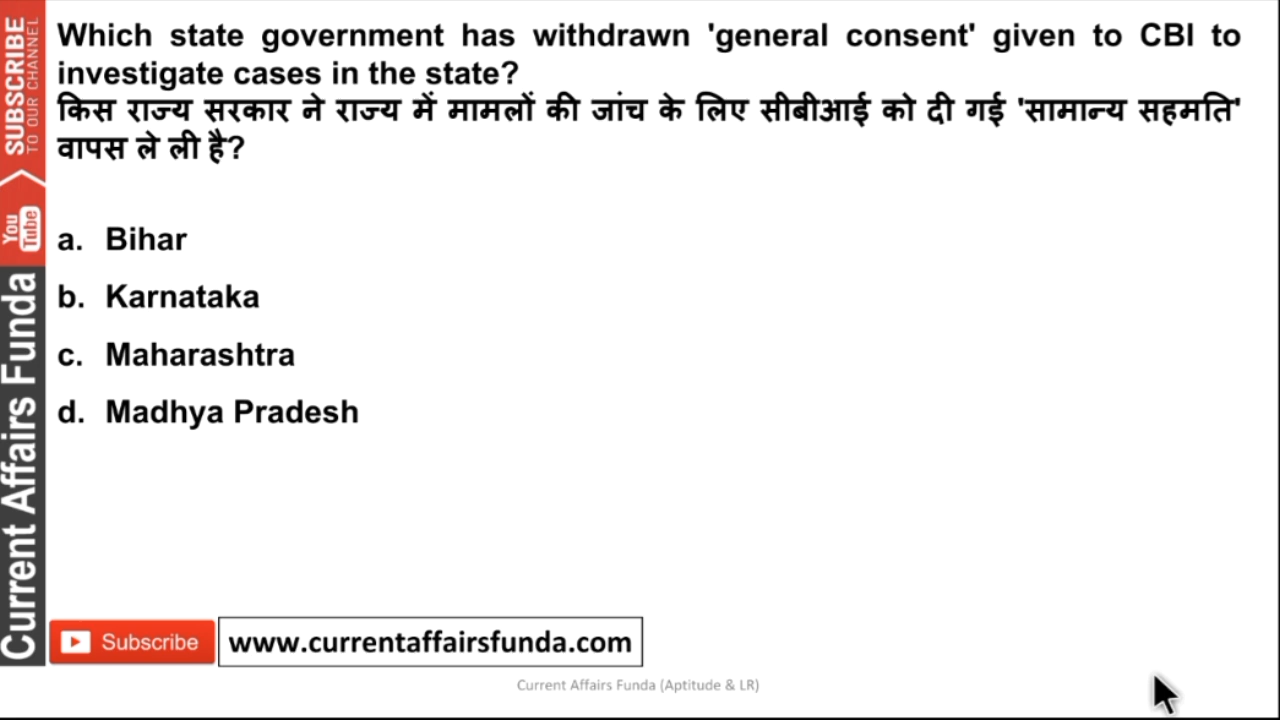 Which state government has withdrawn 'general consent' given to CBI to
investigate cases in the state?
किस राज्य सरकार ने राज्य में मामलों की जांच के लिए सीबीआई को दी गई 'सामान्य सहमति'
वापस ले ली है?
a. Bihar
b. Karnataka
c. Maharashtra
d. Madhya Pradesh
SUBSCRIBE
TO OUR CHANNEL
You
Tube
Current Affairs Funda
Subscribe
www.currentaffairsfunda.com
Current Affairs Funda (Aptitude & LR)